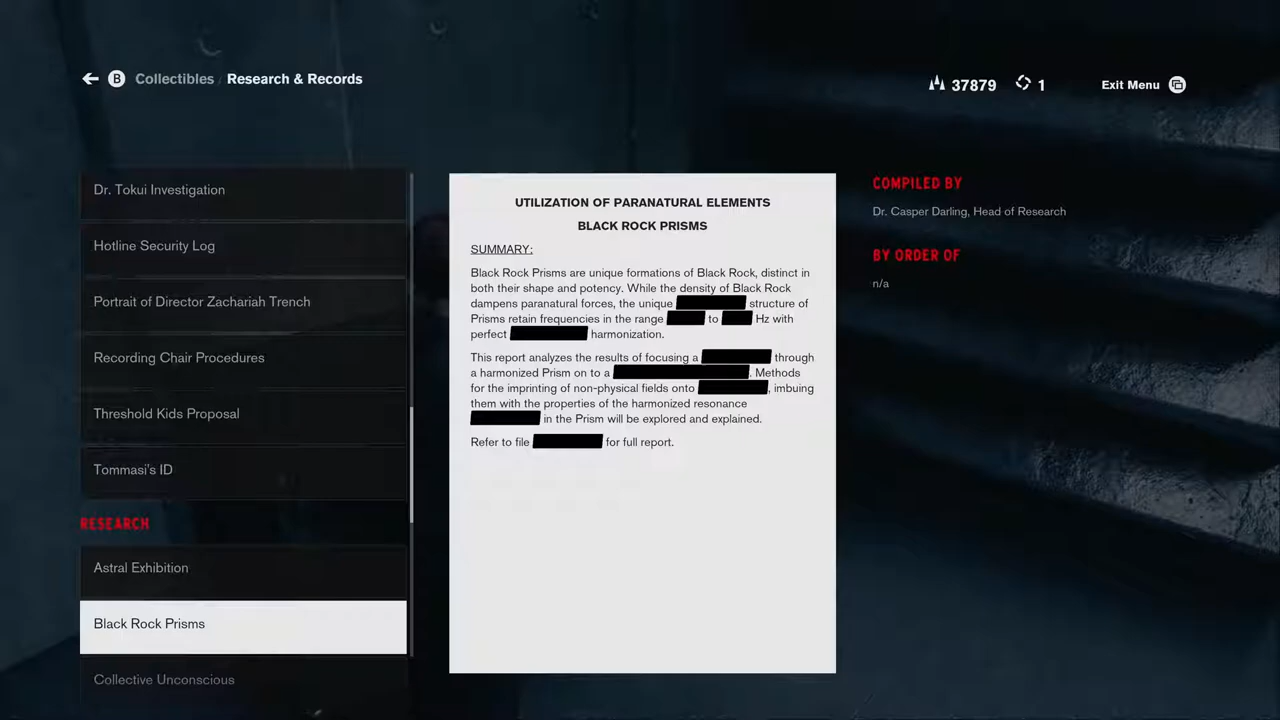 B Collectibles / Research & Records
37879 1 Exit Menu
Dr. Tokui Investigation
Hotline Security Log
Portrait of Director Zachariah Trench
Recording Chair Procedures
Threshold Kids Proposal
Tommasi's ID
RESEARCH
Astral Exhibition
Black Rock Prisms
Collective Unconscious
UTILIZATION OF PARANATURAL ELEMENTS
BLACK ROCK PRISMS
SUMMARY:
Black Rock Prisms are unique formations of Black Rock, distinct in
both their shape and potency. While the density of Black Rock
dampens paranatural forces, the unique structure of
Prisms retain frequencies in the range to Hz with
perfect harmonization.
This report analyzes the results of focusing a through
a harmonized Prism on to a . Methods
for the imprinting of non-physical fields onto , imbuing
them with the properties of the harmonized resonance
in the Prism will be explored and explained.
Refer to file for full report.
COMPILED BY
Dr. Casper Darling, Head of Research
BY ORDER OF
n/a